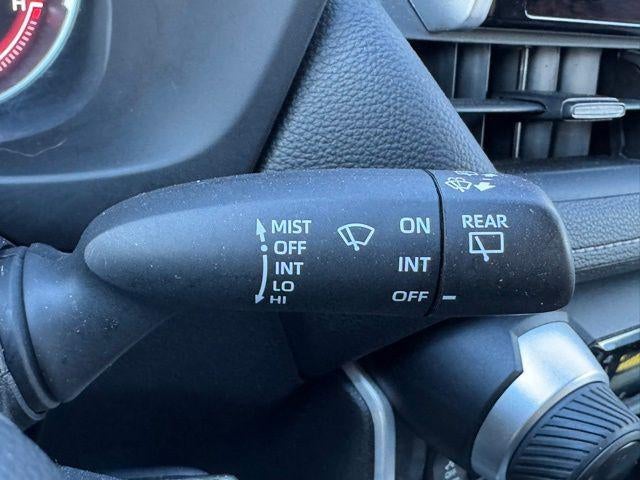 H
MIST
OFF
INT
LO
HI
ON
INT
OFF
REAR